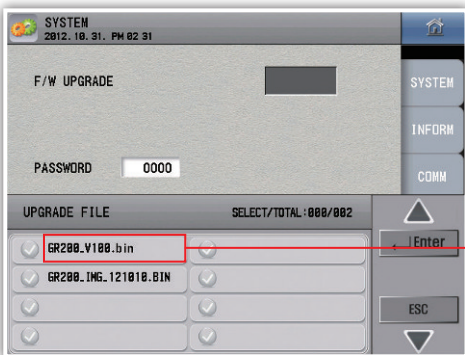 SYSTEM
2012. 10. 31. PM 02 31
F/W UPGRADE
SYSTEM
INFORM
PASSWORD 0000
COMM
UPGRADE FILE SELECT/TOTAL:000/002
Enter
GR200_V100.bin
GR200_IMG_121010.BIN
ESC